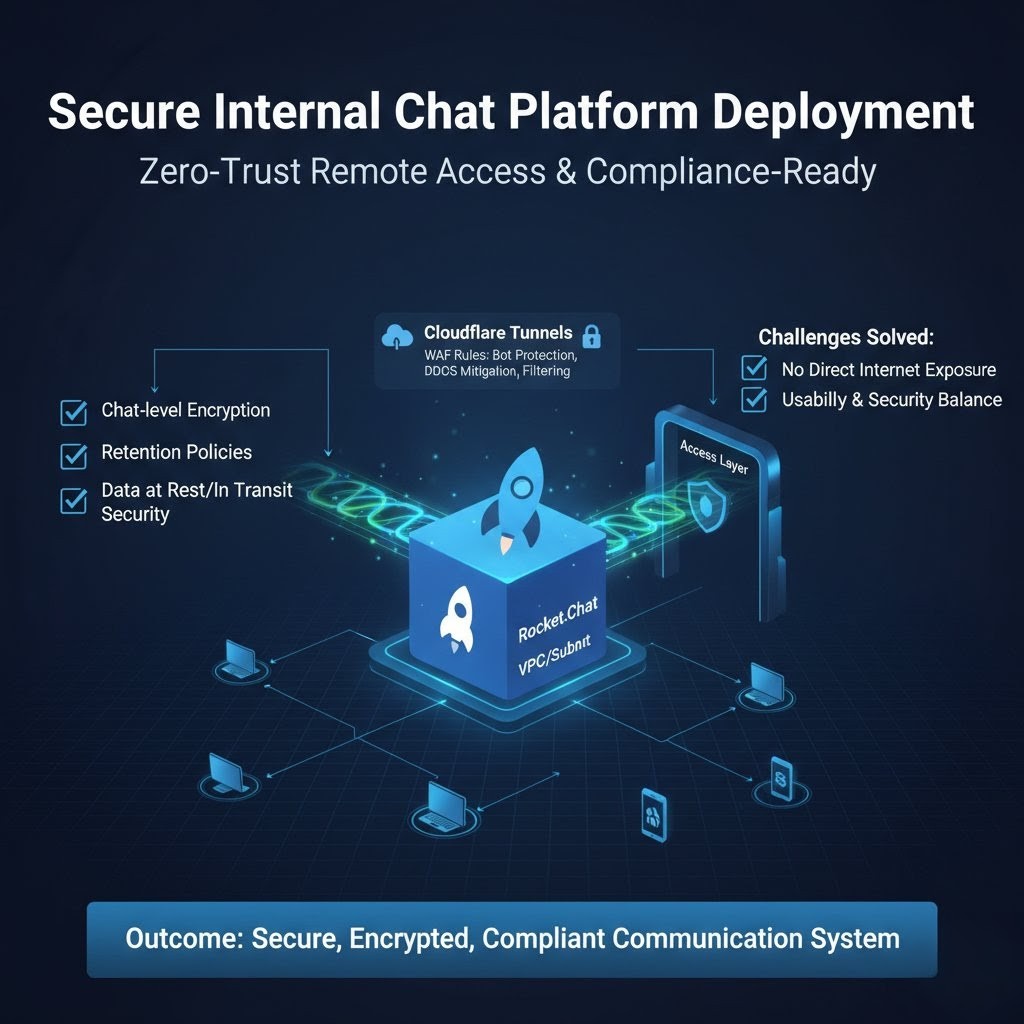 Secure Internal Chat Platform Deployment
Zero-Trust Remote Access & Compliance-Ready
Cloudflare Tunnels
WAF Rules: Bot Protection,
DDCS Mitigation, Filtering
Challenges Solved:
No Direct Internet Exposure
Usabilly & Security Balance
Chat-level Encryption
Retention Policies
Data at Rest/In Transit
Security
Access Layer
Rocket.Chat
VPC/Subnıt
Outcome: Secure, Encrypted, Compliant Communication System